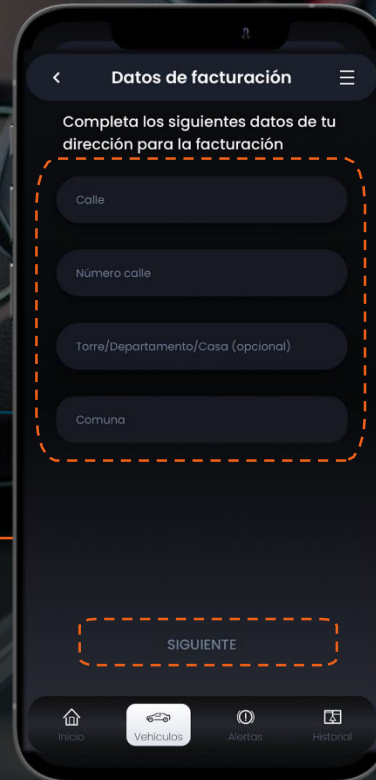 Datos de facturación
Completa los siguientes datos de tu
dirección para la facturación
Calle
Número calle
Torre/Departamento/Casa (opcional)
Comuna
SIGUIENTE
Inicio
Vehículos
Alertas
Historial